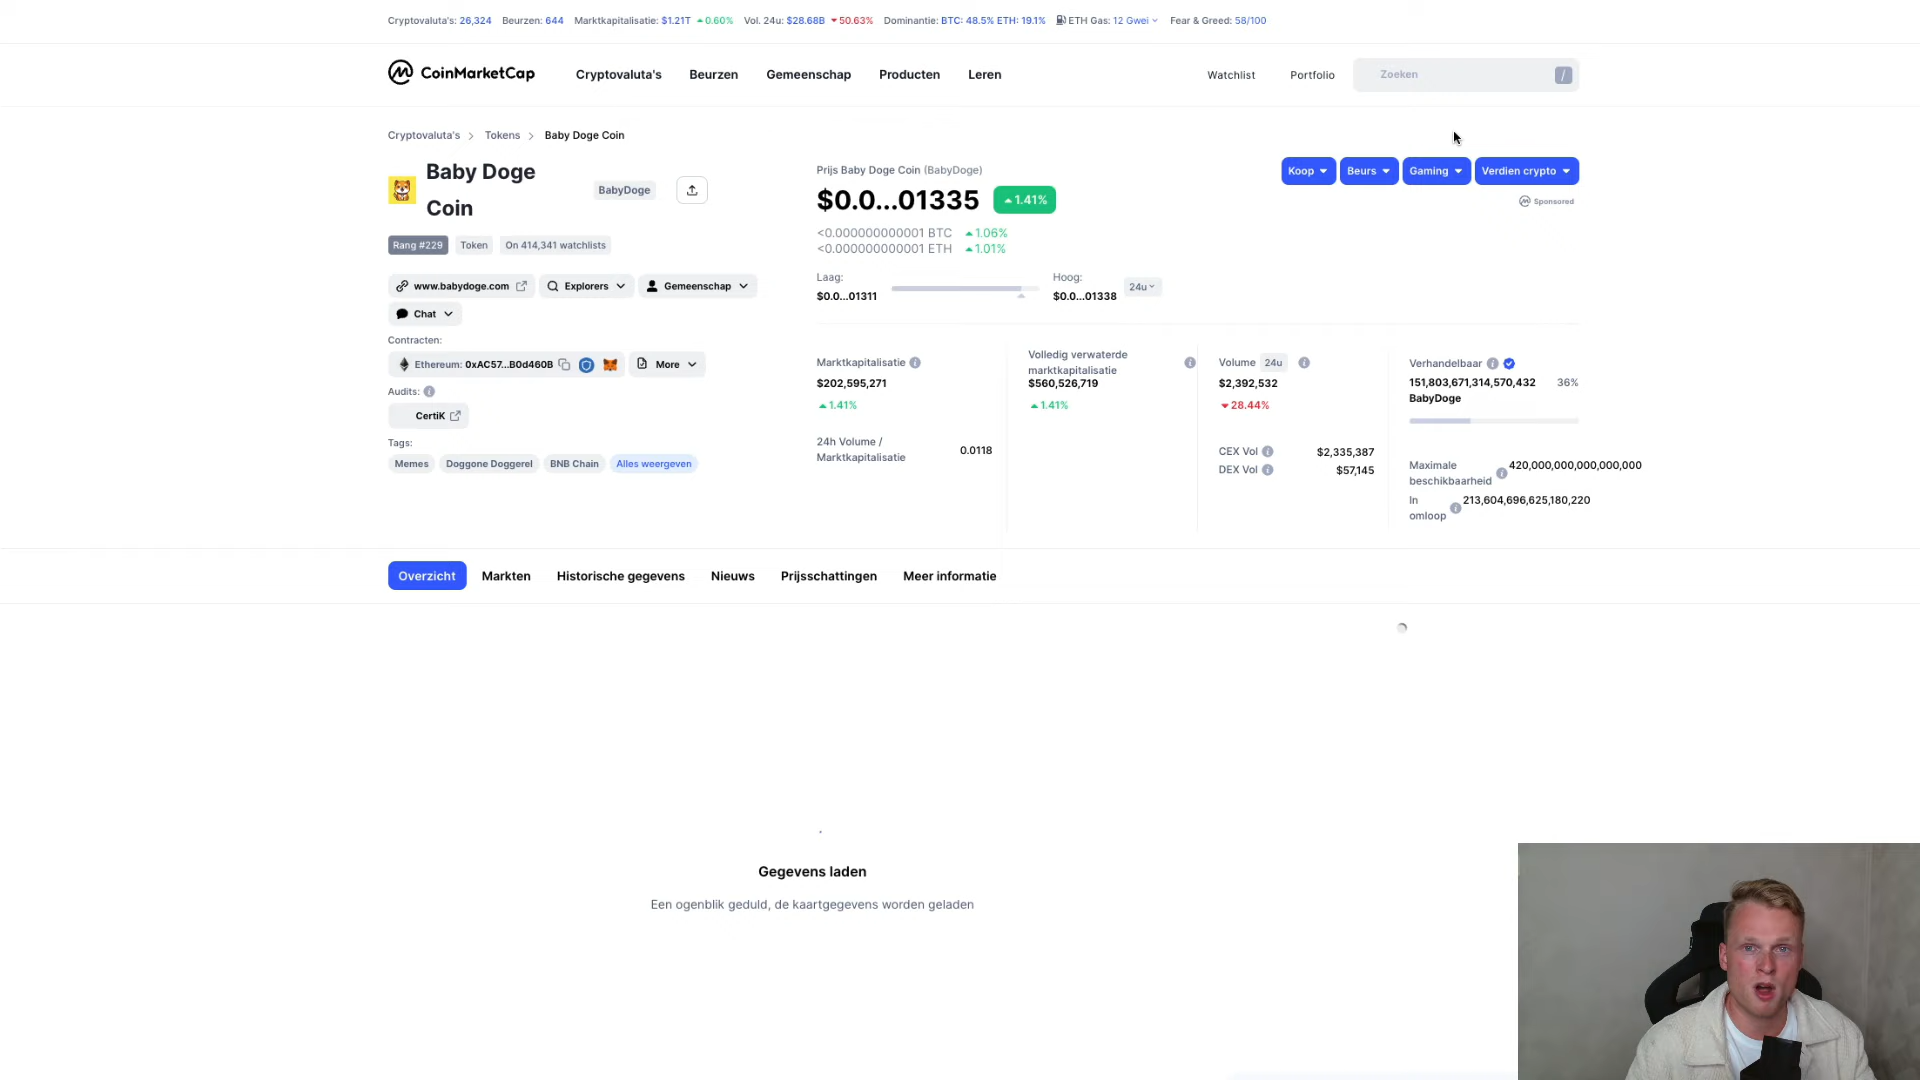 Cryptovaluta's: 26,324 Beurzen: 644 Marktkapitalisatie: $1.21T 0.60% Vol. 24u: $28.68B 50.63% Dominantie: BTC: 48.5% ETH: 19.1% ETH Gas: 12 Gwei Fear & Greed: 58/100
CoinMarketCap Cryptovaluta's Beurzen Gemeenschap Producten Leren Watchlist Portfolio Zoeken /
Cryptovaluta's > Tokens > Baby Doge Coin
Baby Doge
Coin
BabyDoge
Rang #229 Token On 414,341 watchlists
www.babydoge.com Explorers Gemeenschap
Chat
Contracten:
Ethereum: 0xAC57...B0d460B More
Audits:
CertiK
Tags:
Memes Doggone Doggerel BNB Chain Alles weergeven
Prijs Baby Doge Coin (BabyDoge)
$0.0...01335 1.41%
<0.000000000001 BTC 1.06%
<0.000000000001 ETH 1.01%
Laag:
$0.0...01311
Hoog:
$0.0...01338
24u
Koop Beurs Gaming Verdien crypto
Sponsored
Marktkapitalisatie
$202,595,271
1.41%
24h Volume /
Marktkapitalisatie
0.0118
Volledig verwaterde
marktkapitalisatie
$560,526,719
1.41%
Volume 24u
$2,392,532
28.44%
CEX Vol $2,335,387
DEX Vol $57,145
Verhandelbaar
151,803,671,314,570,432 36%
BabyDoge
Maximale
beschikbaarheid
420,000,000,000,000,000
In
omloop
213,604,696,625,180,220
Overzicht Markten Historische gegevens Nieuws Prijsschattingen Meer informatie
Gegevens laden
Een ogenblik geduld, de kaartgegevens worden geladen